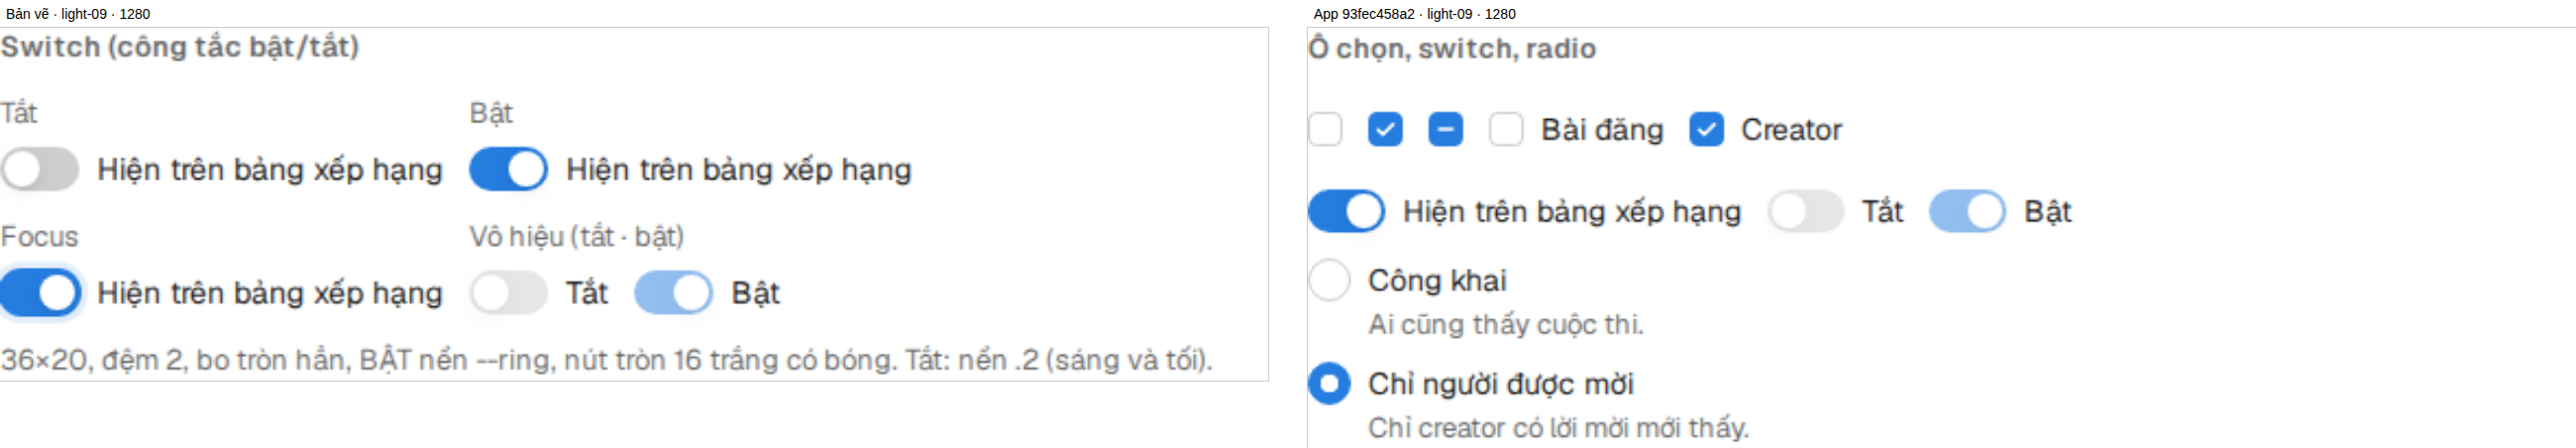 Bản vẽ · light-09 · 1280
Switch (công tắc bật/tắt)
Tắt
Bật
Hiện trên bảng xếp hạng
Hiện trên bảng xếp hạng
Focus
Vô hiệu (tắt · bật)
Hiện trên bảng xếp hạng
Tắt
Bật
36×20, đệm 2, bo tròn hẳn, BẬT nền --ring, nút tròn 16 trắng có bóng. Tắt: nền .2 (sáng và tối).
App 93fec458a2 · light-09 · 1280
Ô chọn, switch, radio
Bài đăng
Creator
Hiện trên bảng xếp hạng
Tắt
Bật
Công khai
Ai cũng thấy cuộc thi.
Chỉ người được mời
Chỉ creator có lời mời mới thấy.